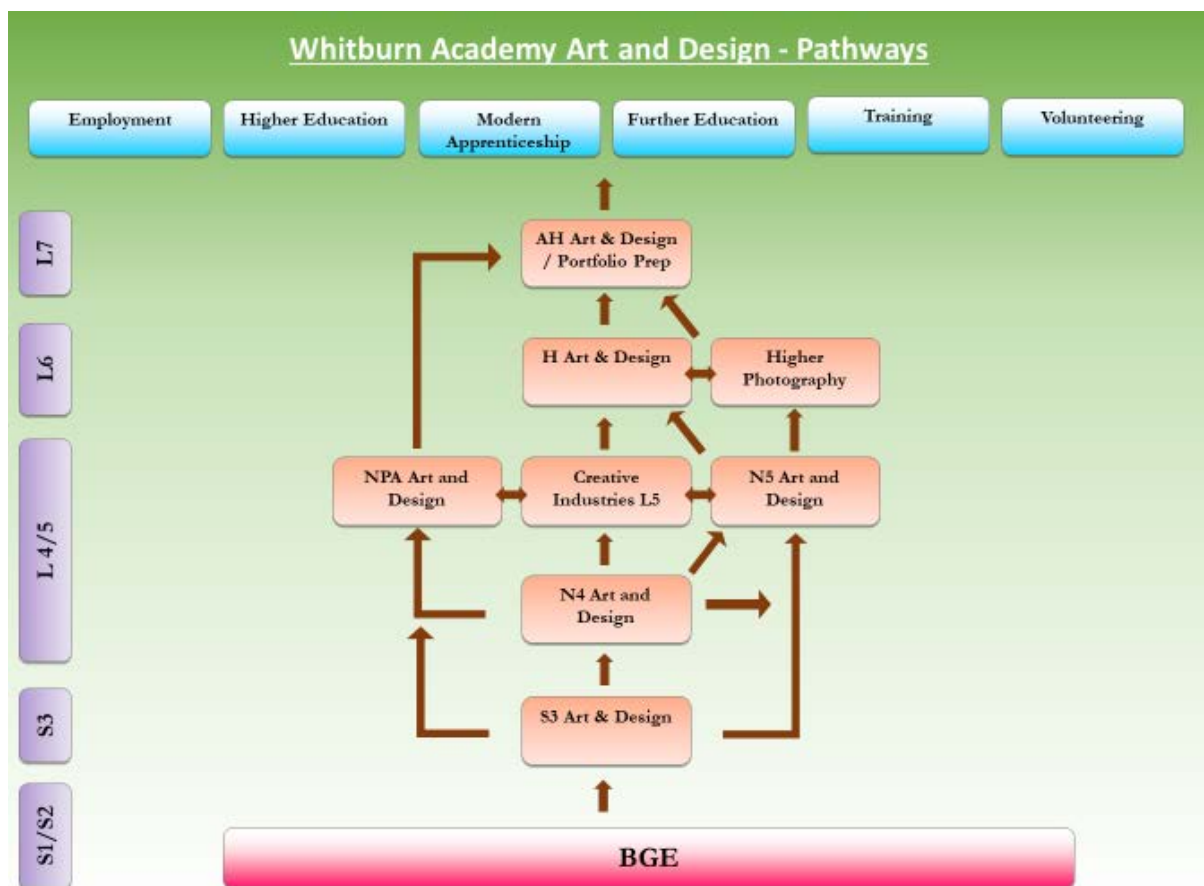 Whitburn Academy Art and Design - Pathways
Employment
Higher Education
Modern
Apprenticeship
Further Education
Training
Volunteering
L7
AH Art & Design
/ Portfolio Prep
L6
H Art & Design
Higher
Photography
L 4/5
NPA Art and
Design
Creative
Industries L5
N5 Art and
Design
N4 Art and
Design
S3
S3 Art & Design
S1/S2
BGE